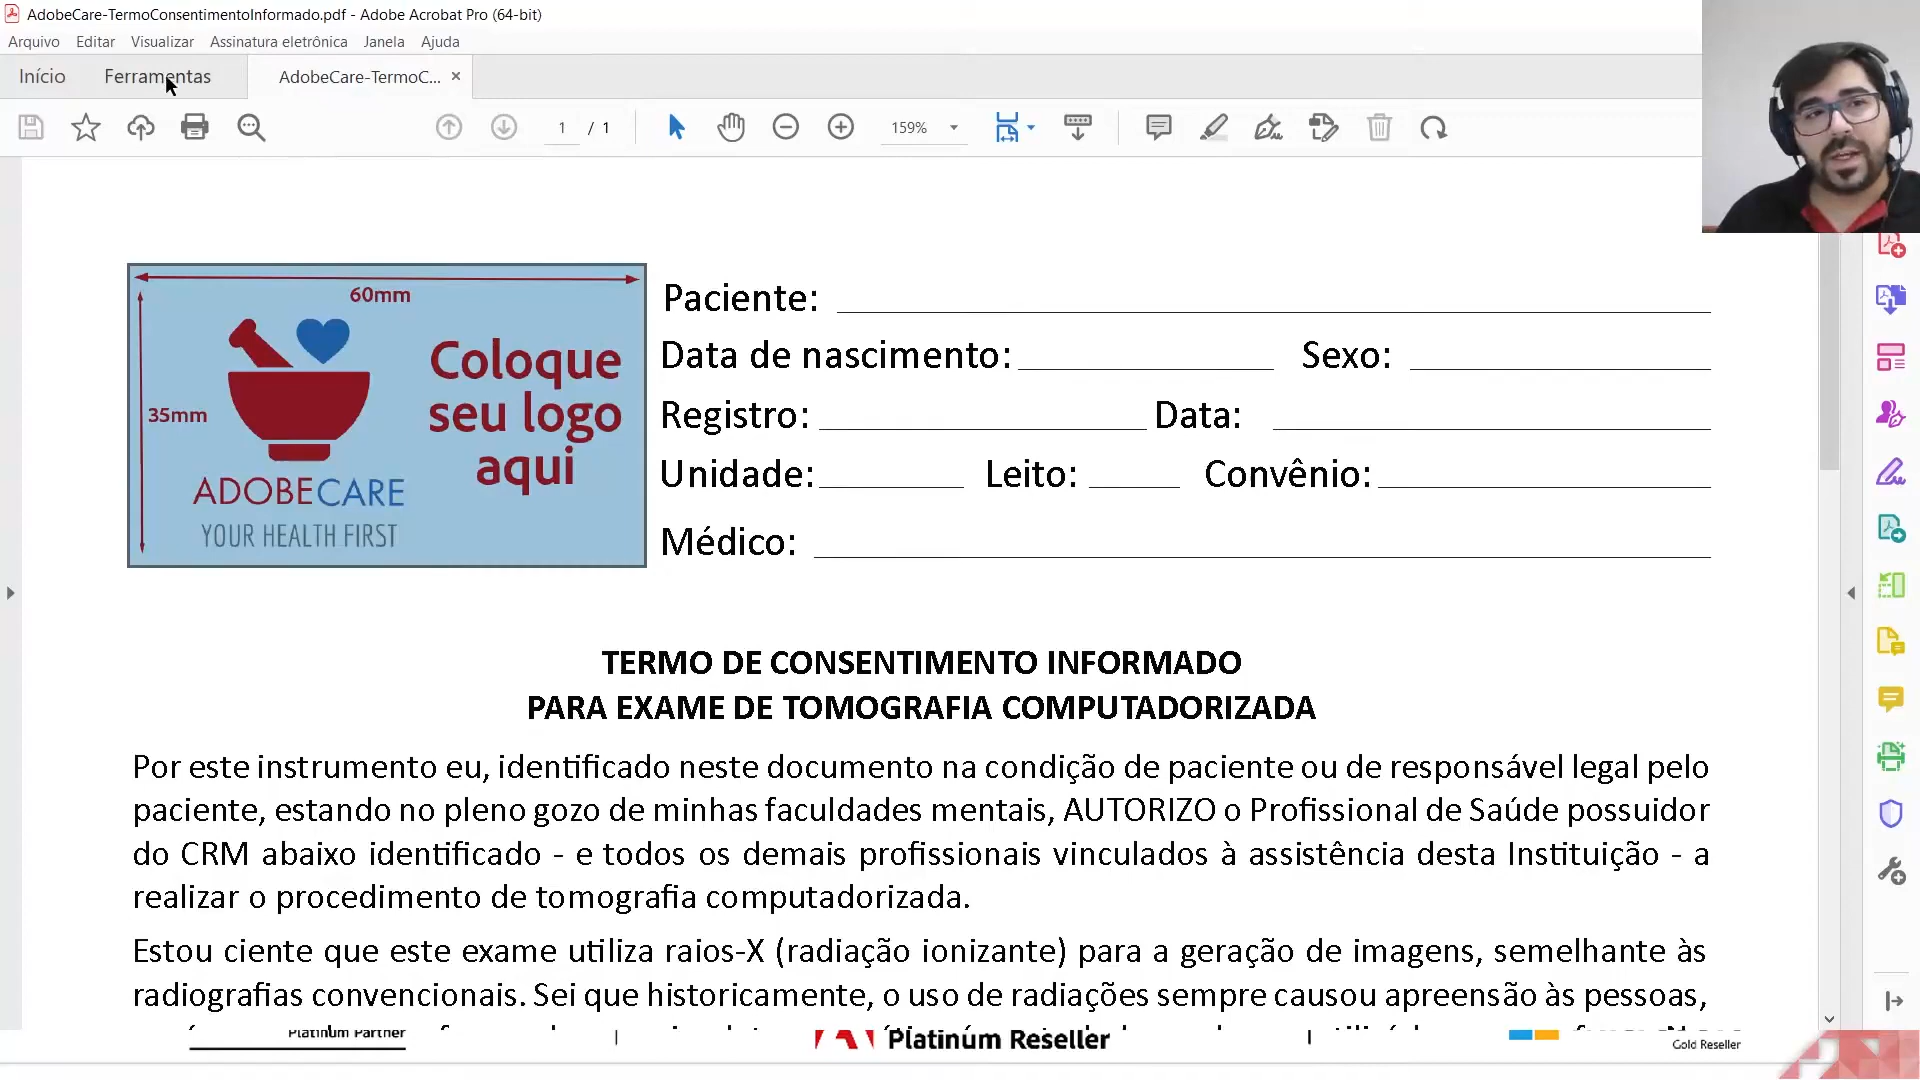 AdobeCare-TermoConsentimentoInformado.pdf - Adobe Acrobat Pro (64-bit)
Arquivo Editar Visualizar Assinatura eletrônica Janela Ajuda
Início Ferramentas AdobeCare-TermoC... ×
1 / 1 159%
60mm
35mm
Coloque
seu logo
aqui
ADOBECARE
YOUR HEALTH FIRST
Paciente:
Data de nascimento: Sexo:
Registro: Data:
Unidade: Leito: Convênio:
Médico:
TERMO DE CONSENTIMENTO INFORMADO
PARA EXAME DE TOMOGRAFIA COMPUTADORIZADA
Por este instrumento eu, identificado neste documento na condição de paciente ou de responsável legal pelo
paciente, estando no pleno gozo de minhas faculdades mentais, AUTORIZO o Profissional de Saúde possuidor
do CRM abaixo identificado - e todos os demais profissionais vinculados à assistência desta Instituição - a
realizar o procedimento de tomografia computadorizada.
Estou ciente que este exame utiliza raios-X (radiação ionizante) para a geração de imagens, semelhante às
radiografias convencionais. Sei que historicamente, o uso de radiações sempre causou apreensão às pessoas,
Platinum Partner
Platinum Reseller
Gold Reseller